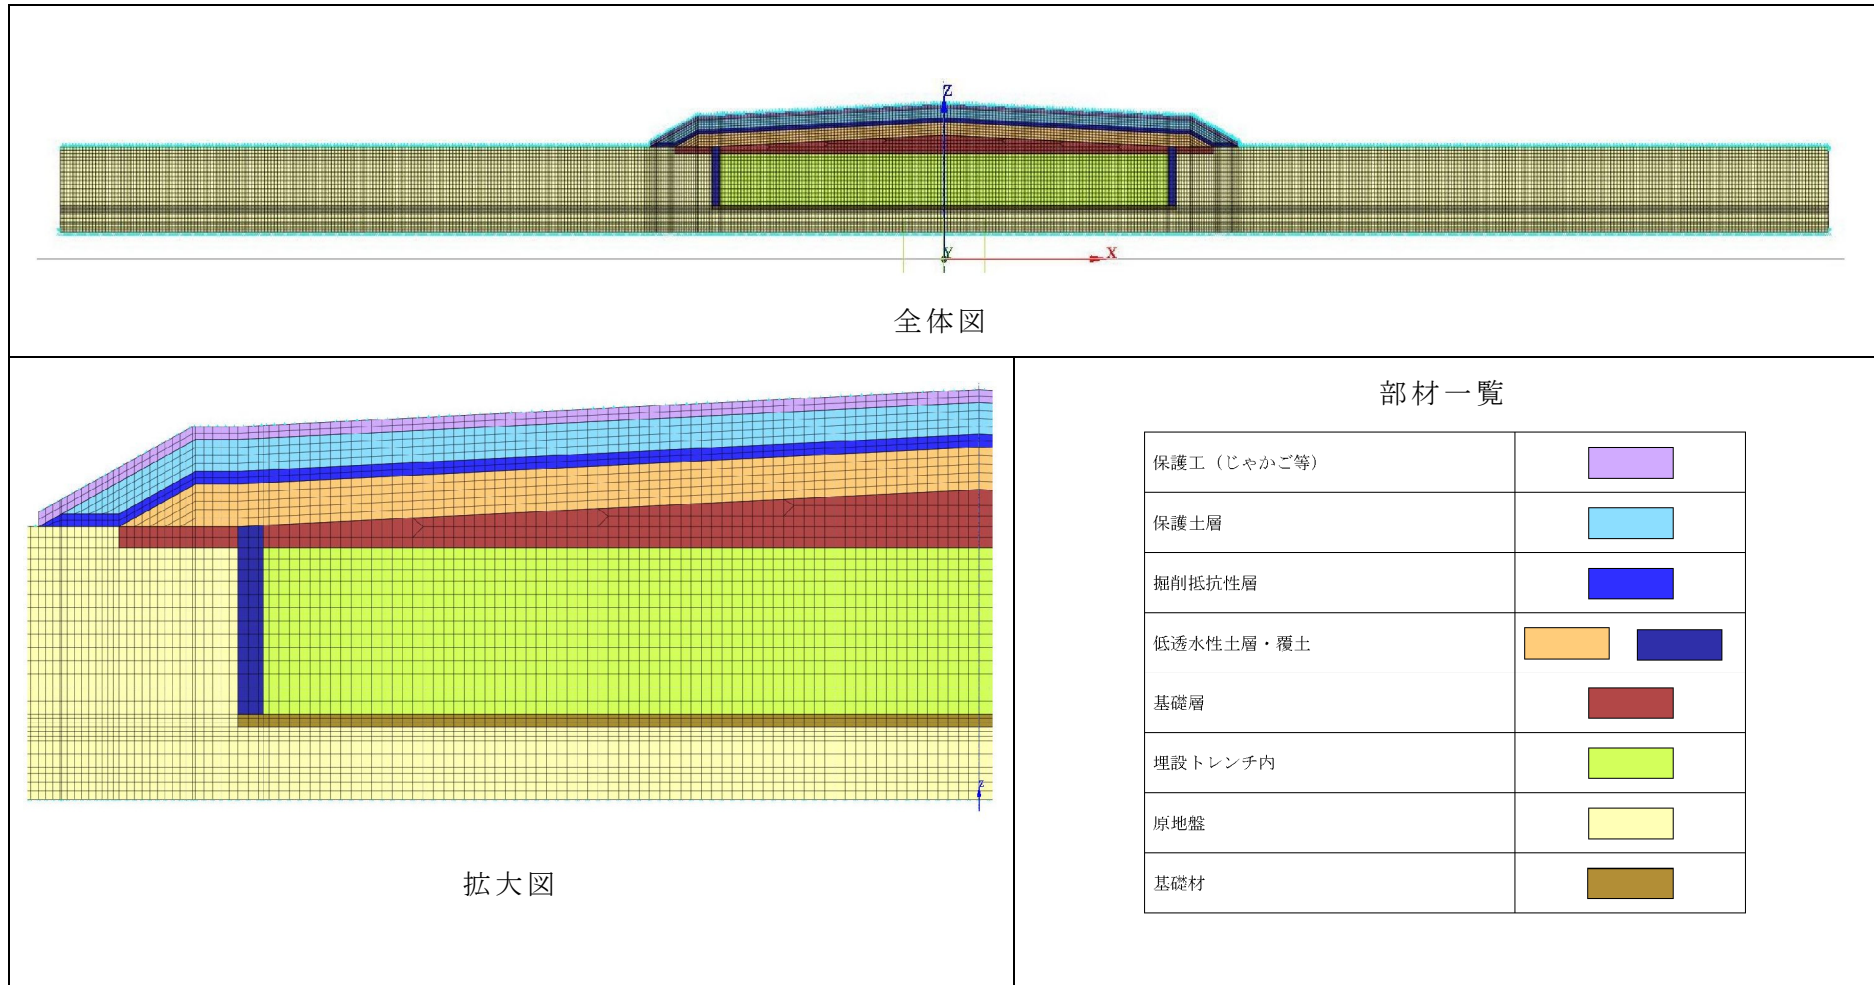 Z
Y
X
全体図
Z
拡大図
部材一覧
保護工（じゃかご等）
保護土層
掘削抵抗性層
低透水性土層・覆土
基礎層
埋設トレンチ内
原地盤
基礎材